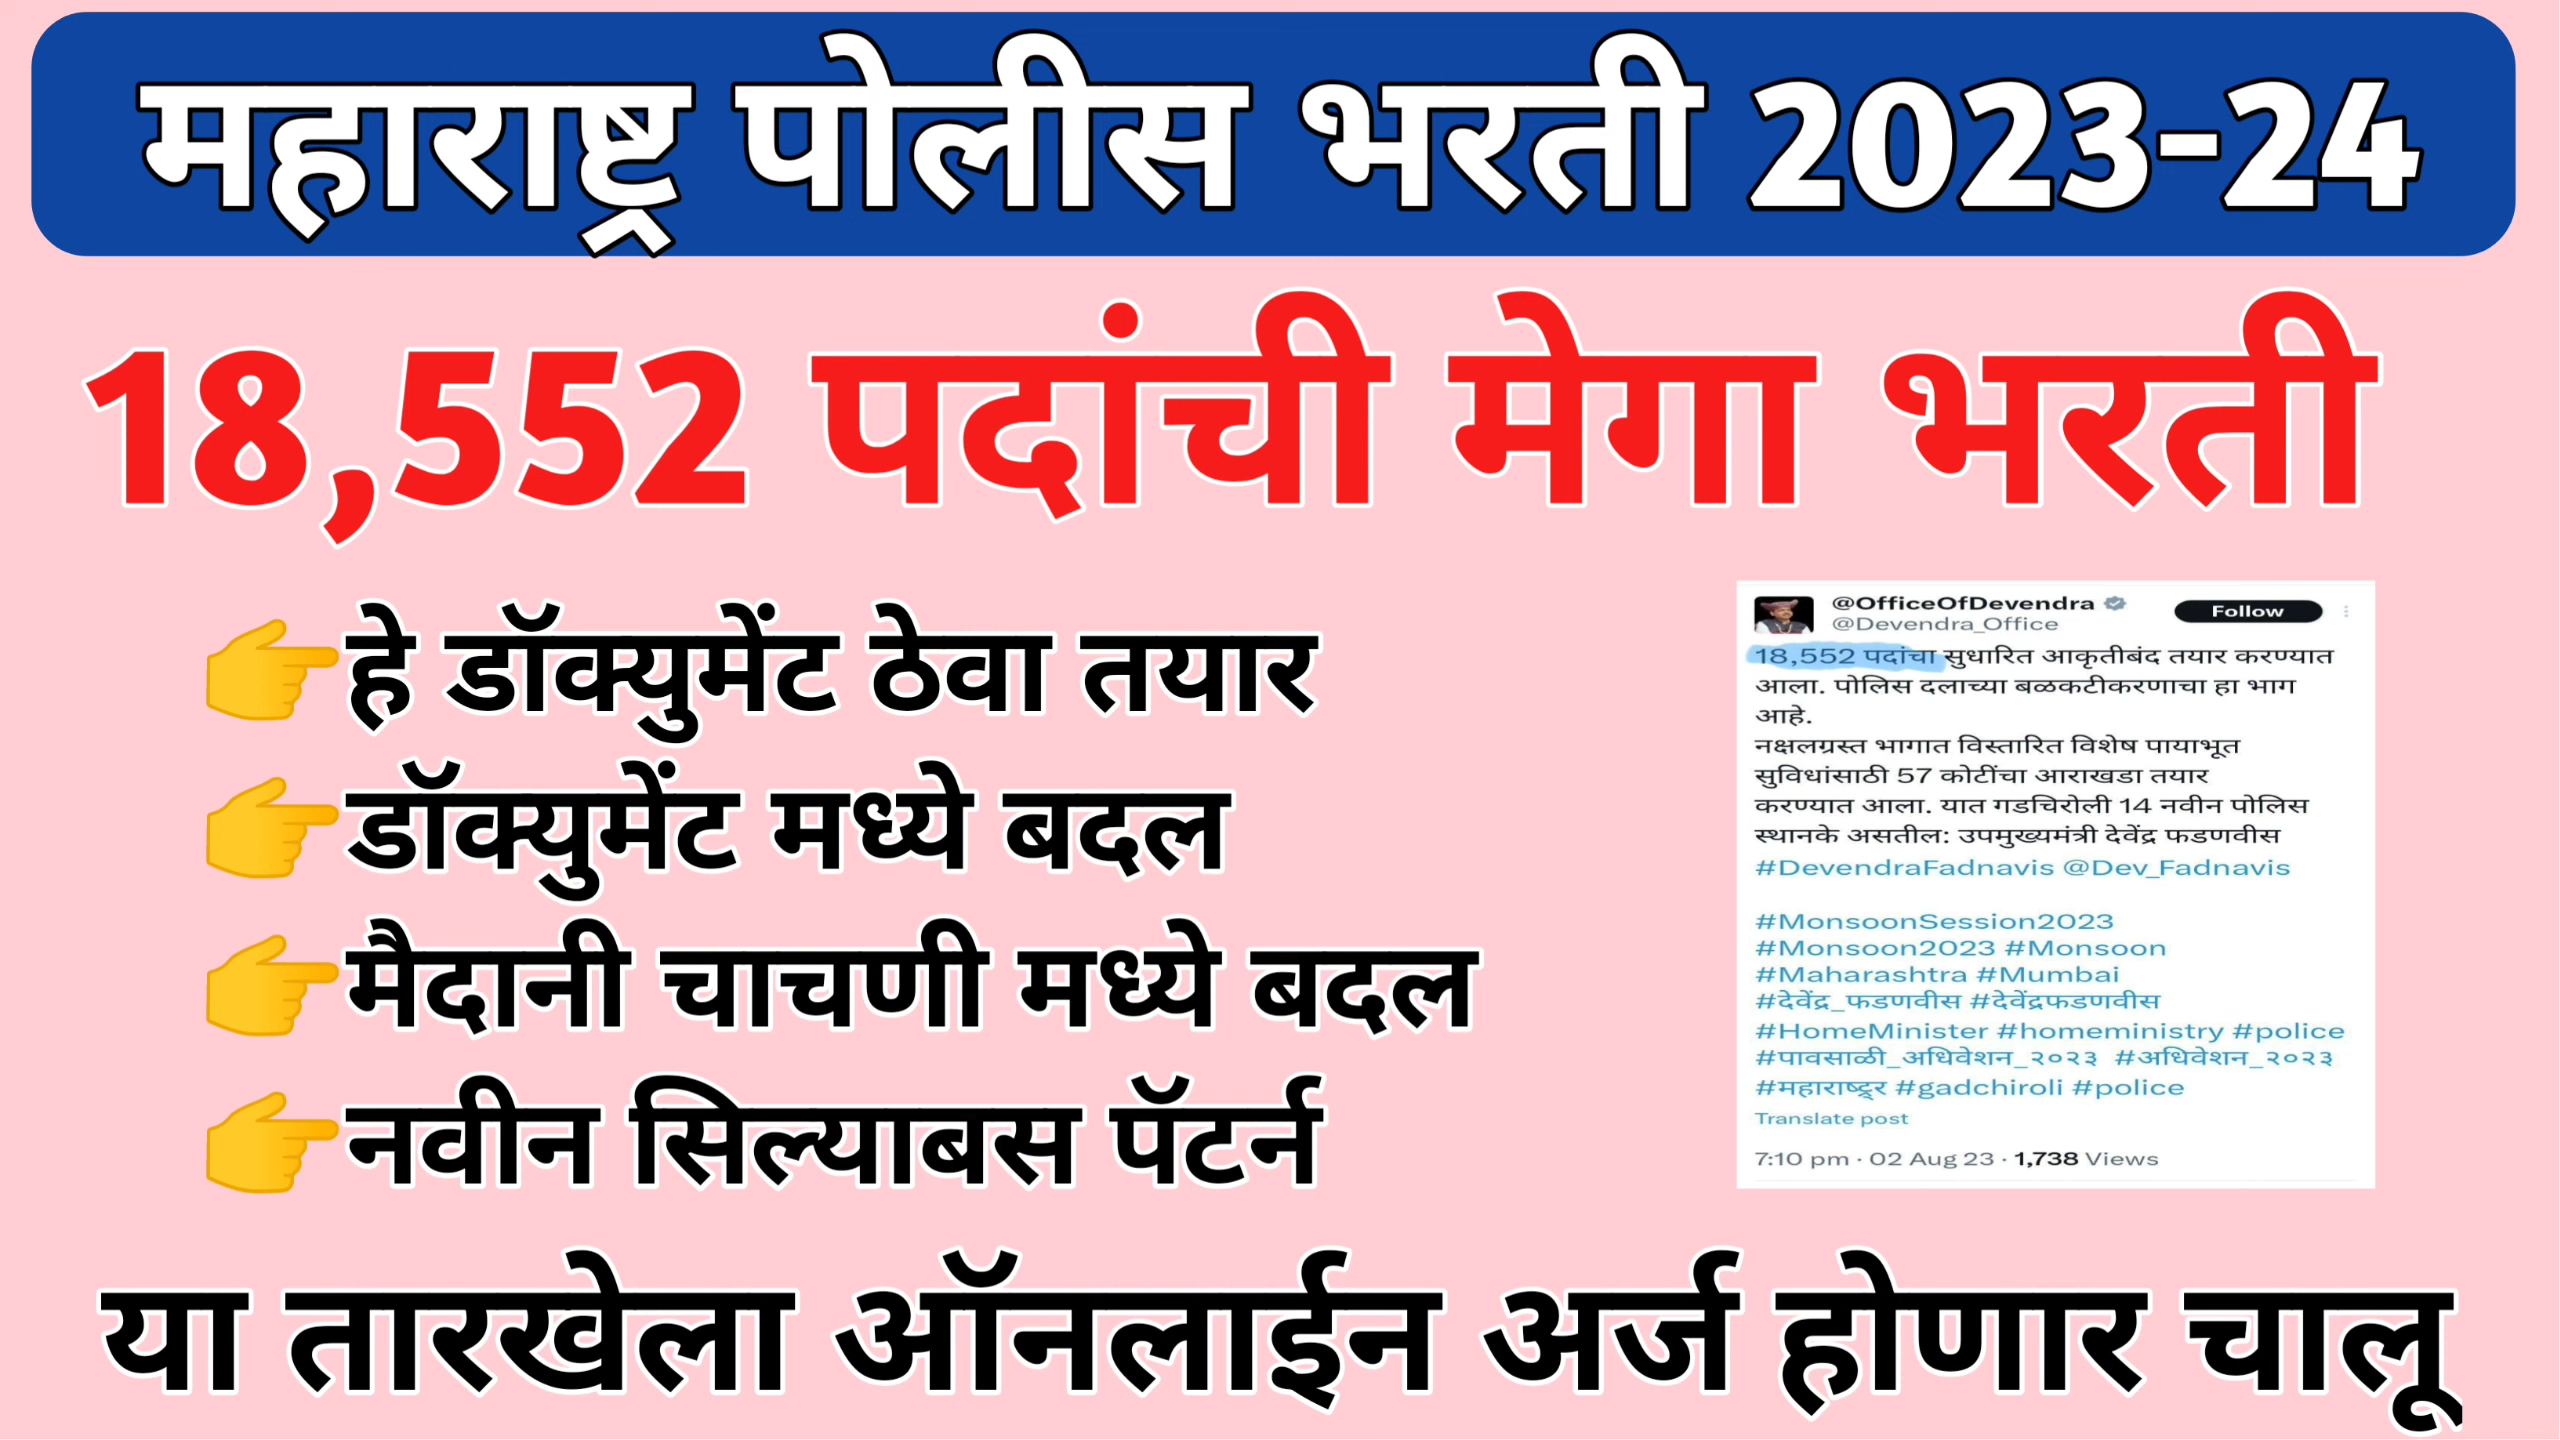 महाराष्ट्र पोलीस भरती 2023-24
18,552 पदांची मेगा भरती
👉हे डॉक्युमेंट ठेवा तयार
👉डॉक्युमेंट मध्ये बदल
👉मैदानी चाचणी मध्ये बदल
👉नवीन सिल्याबस पॅटर्न
@OfficeOfDevendra
Follow
@Devendra_Office
18,552 पदांचा सुधारित आकृतीबंद तयार करण्यात
आला. पोलिस दलाच्या बळकटीकरणाचा हा भाग
आहे.
नक्षलग्रस्त भागात विस्तारित विशेष पायाभूत
सुविधांसाठी 57 कोटींचा आराखडा तयार
करण्यात आला. यात गडचिरोली 14 नवीन पोलिस
स्थानके असतील: उपमुख्यमंत्री देवेंद्र फडणवीस
#DevendraFadnavis @Dev_Fadnavis
#MonsoonSession2023
#Monsoon2023 #Monsoon
#Maharashtra #Mumbai
#देवेंद्र_फडणवीस #देवेंद्रफडणवीस
#HomeMinister #homeministry #police
#पावसाळी_अधिवेशन_२०२३ #अधिवेशन_२०२३
#महाराष्ट्र्र #gadchiroli #police
Translate post
7:10 pm · 02 Aug 23 · 1,738 Views
या तारखेला ऑनलाईन अर्ज होणार चालू